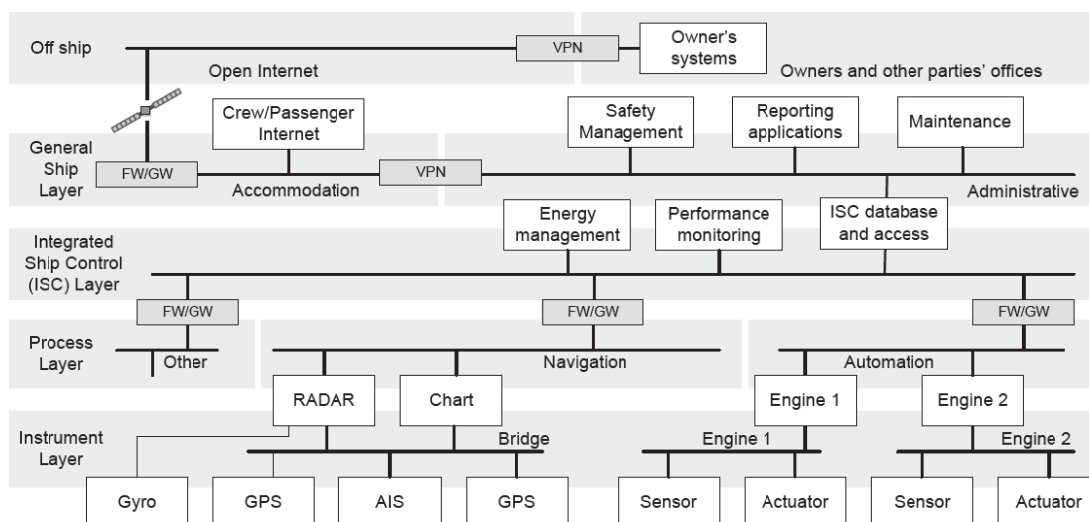 Off ship
VPN
Owner's
systems
Open Internet
Owners and other parties' offices
Crew/Passenger
Internet
Safety
Management
Reporting
applications
Maintenance
General
Ship
Layer
FW/GW
Accommodation
VPN
Administrative
Energy
management
Performance
monitoring
ISC database
and access
Integrated
Ship Control
(ISC) Layer
FW/GW
FW/GW
FW/GW
Process
Layer
Other
Navigation
Automation
RADAR
Chart
Engine 1
Engine 2
Instrument
Layer
Bridge
Engine 1
Engine 2
Gyro
GPS
AIS
GPS
Sensor
Actuator
Sensor
Actuator